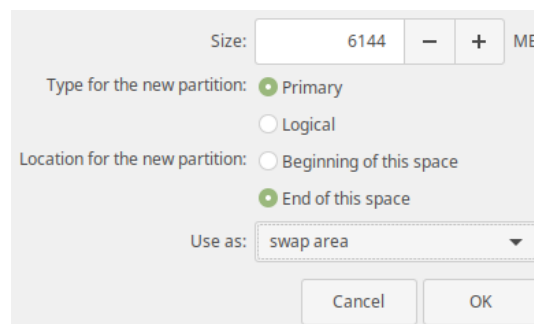 Size: 6144 − + MB
Type for the new partition: Primary
Logical
Location for the new partition: Beginning of this space
End of this space
Use as: swap area
Cancel OK